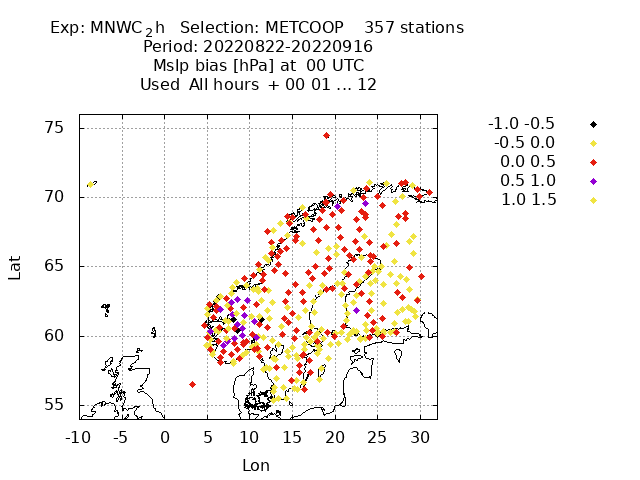 Exp: MNWC_2h   Selection: METCOOP    357 stations
Period: 20220822-20220916
Mslp bias [hPa] at  00 UTC
Used  All hours  + 00 01 ... 12
-1.0 -0.5
-0.5 0.0
0.0 0.5
0.5 1.0
1.0 1.5
75
70
65
60
55
Lat
-10 -5 0 5 10 15 20 25 30
Lon